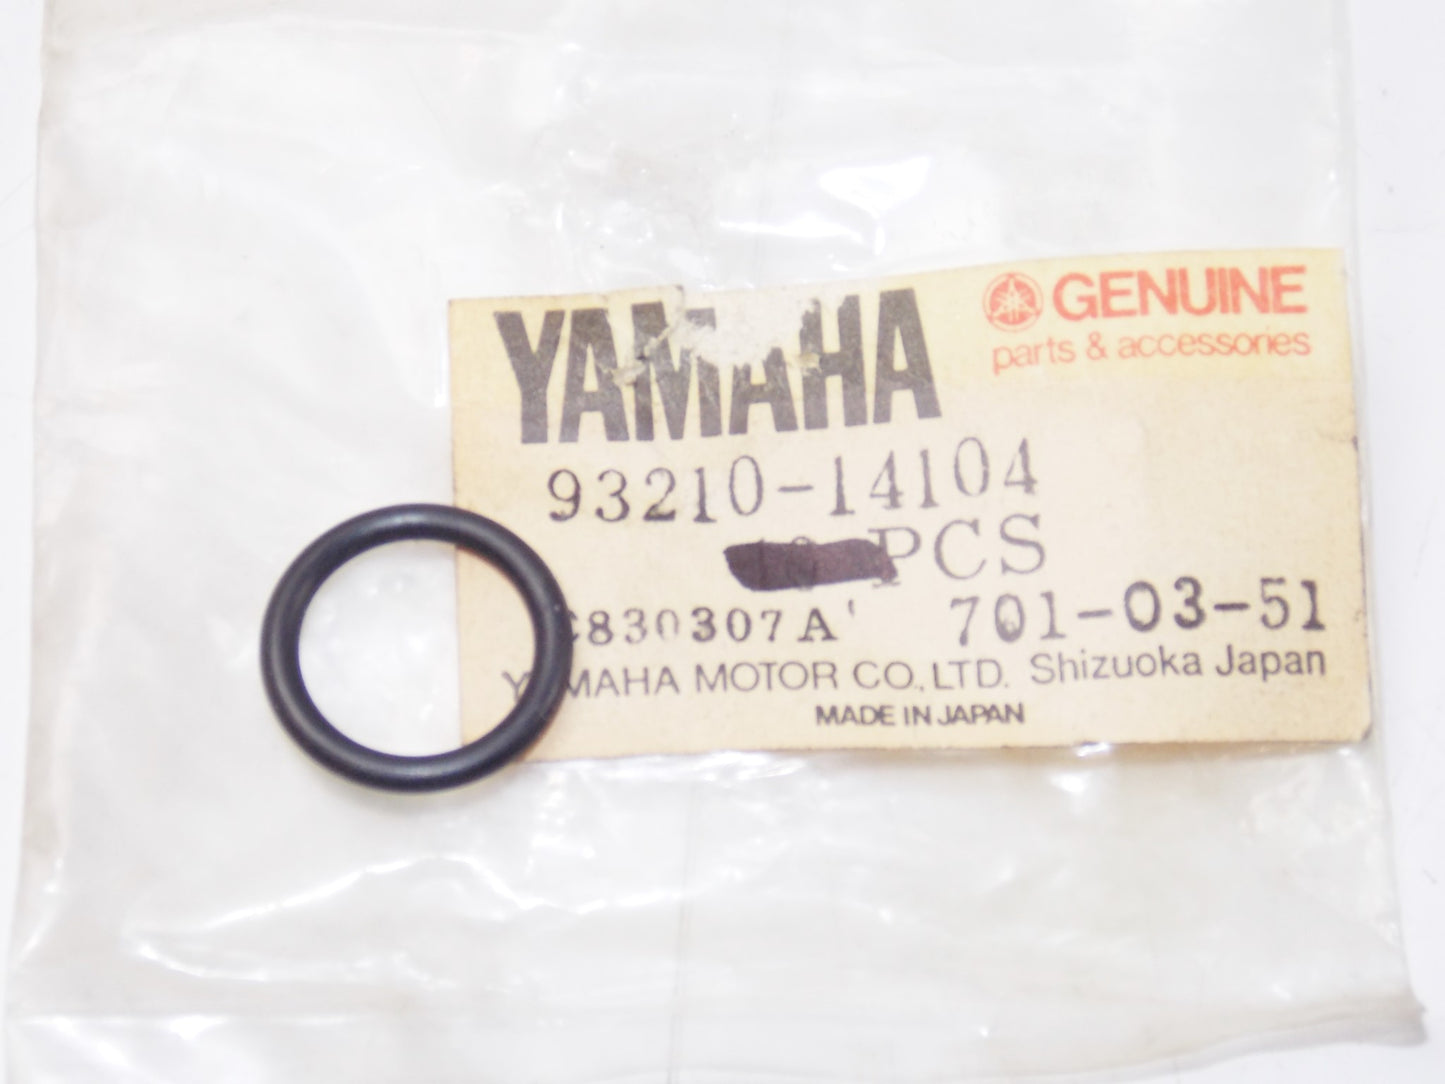 YAMAHA
GENUINE
parts & accessories
93210-14104
PCS
C830307A' 701-03-51
YAMAHA MOTOR CO., LTD. Shizuoka Japan
MADE IN JAPAN